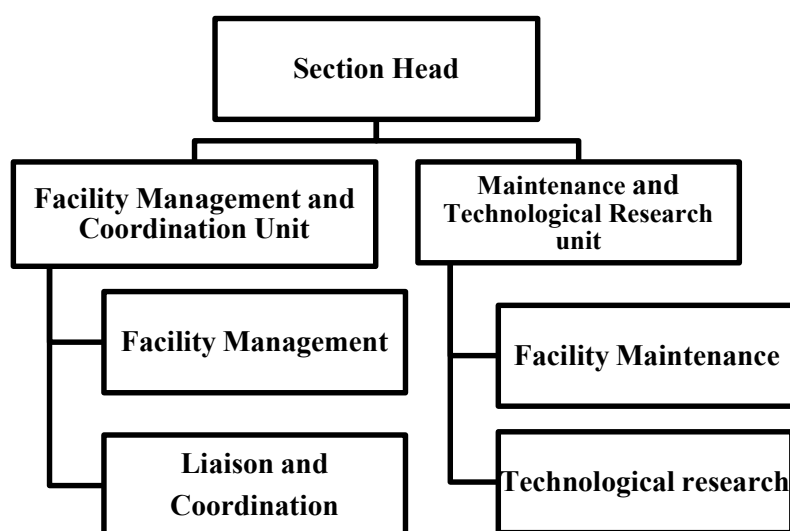 Section Head
Facility Management and
Coordination Unit
Maintenance and
Technological Research
unit
Facility Management
Liaison and
Coordination
Facility Maintenance
Technological research